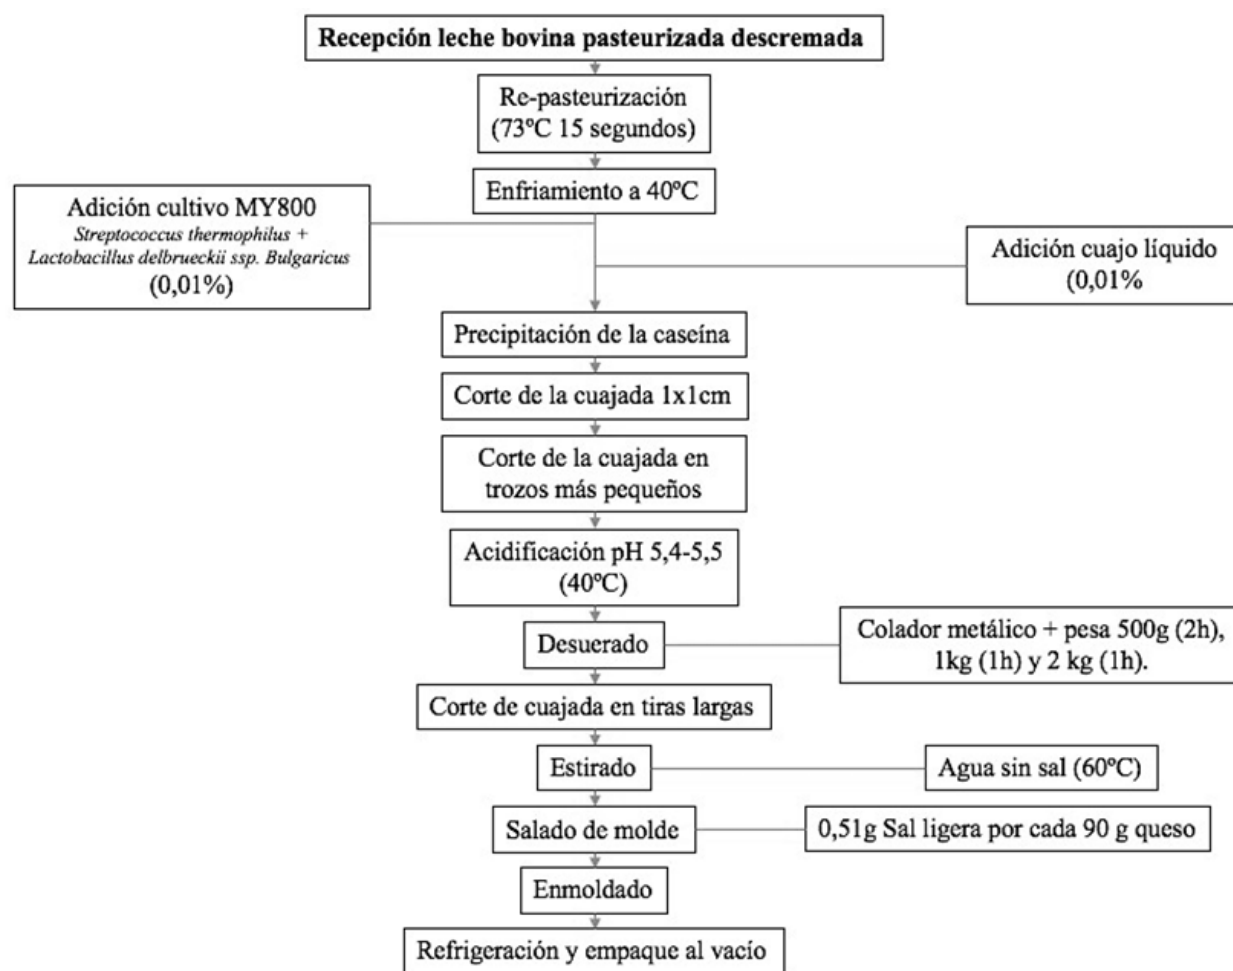 Recepción leche bovina pasteurizada descremada
Re-pasteurización
(73ºC 15 segundos)
Enfriamiento a 40ºC
Adición cultivo MY800
Streptococcus thermophilus +
Lactobacillus delbrueckii ssp. Bulgaricus
(0,01%)
Adición cuajo líquido
(0,01%
Precipitación de la caseína
Corte de la cuajada 1x1cm
Corte de la cuajada en
trozos más pequeños
Acidificación pH 5,4-5,5
(40ºC)
Desuerado
Colador metálico + pesa 500g (2h),
1kg (1h) y 2 kg (1h).
Corte de cuajada en tiras largas
Estirado
Agua sin sal (60ºC)
Salado de molde
0,51g Sal ligera por cada 90 g queso
Enmoldado
Refrigeración y empaque al vacío